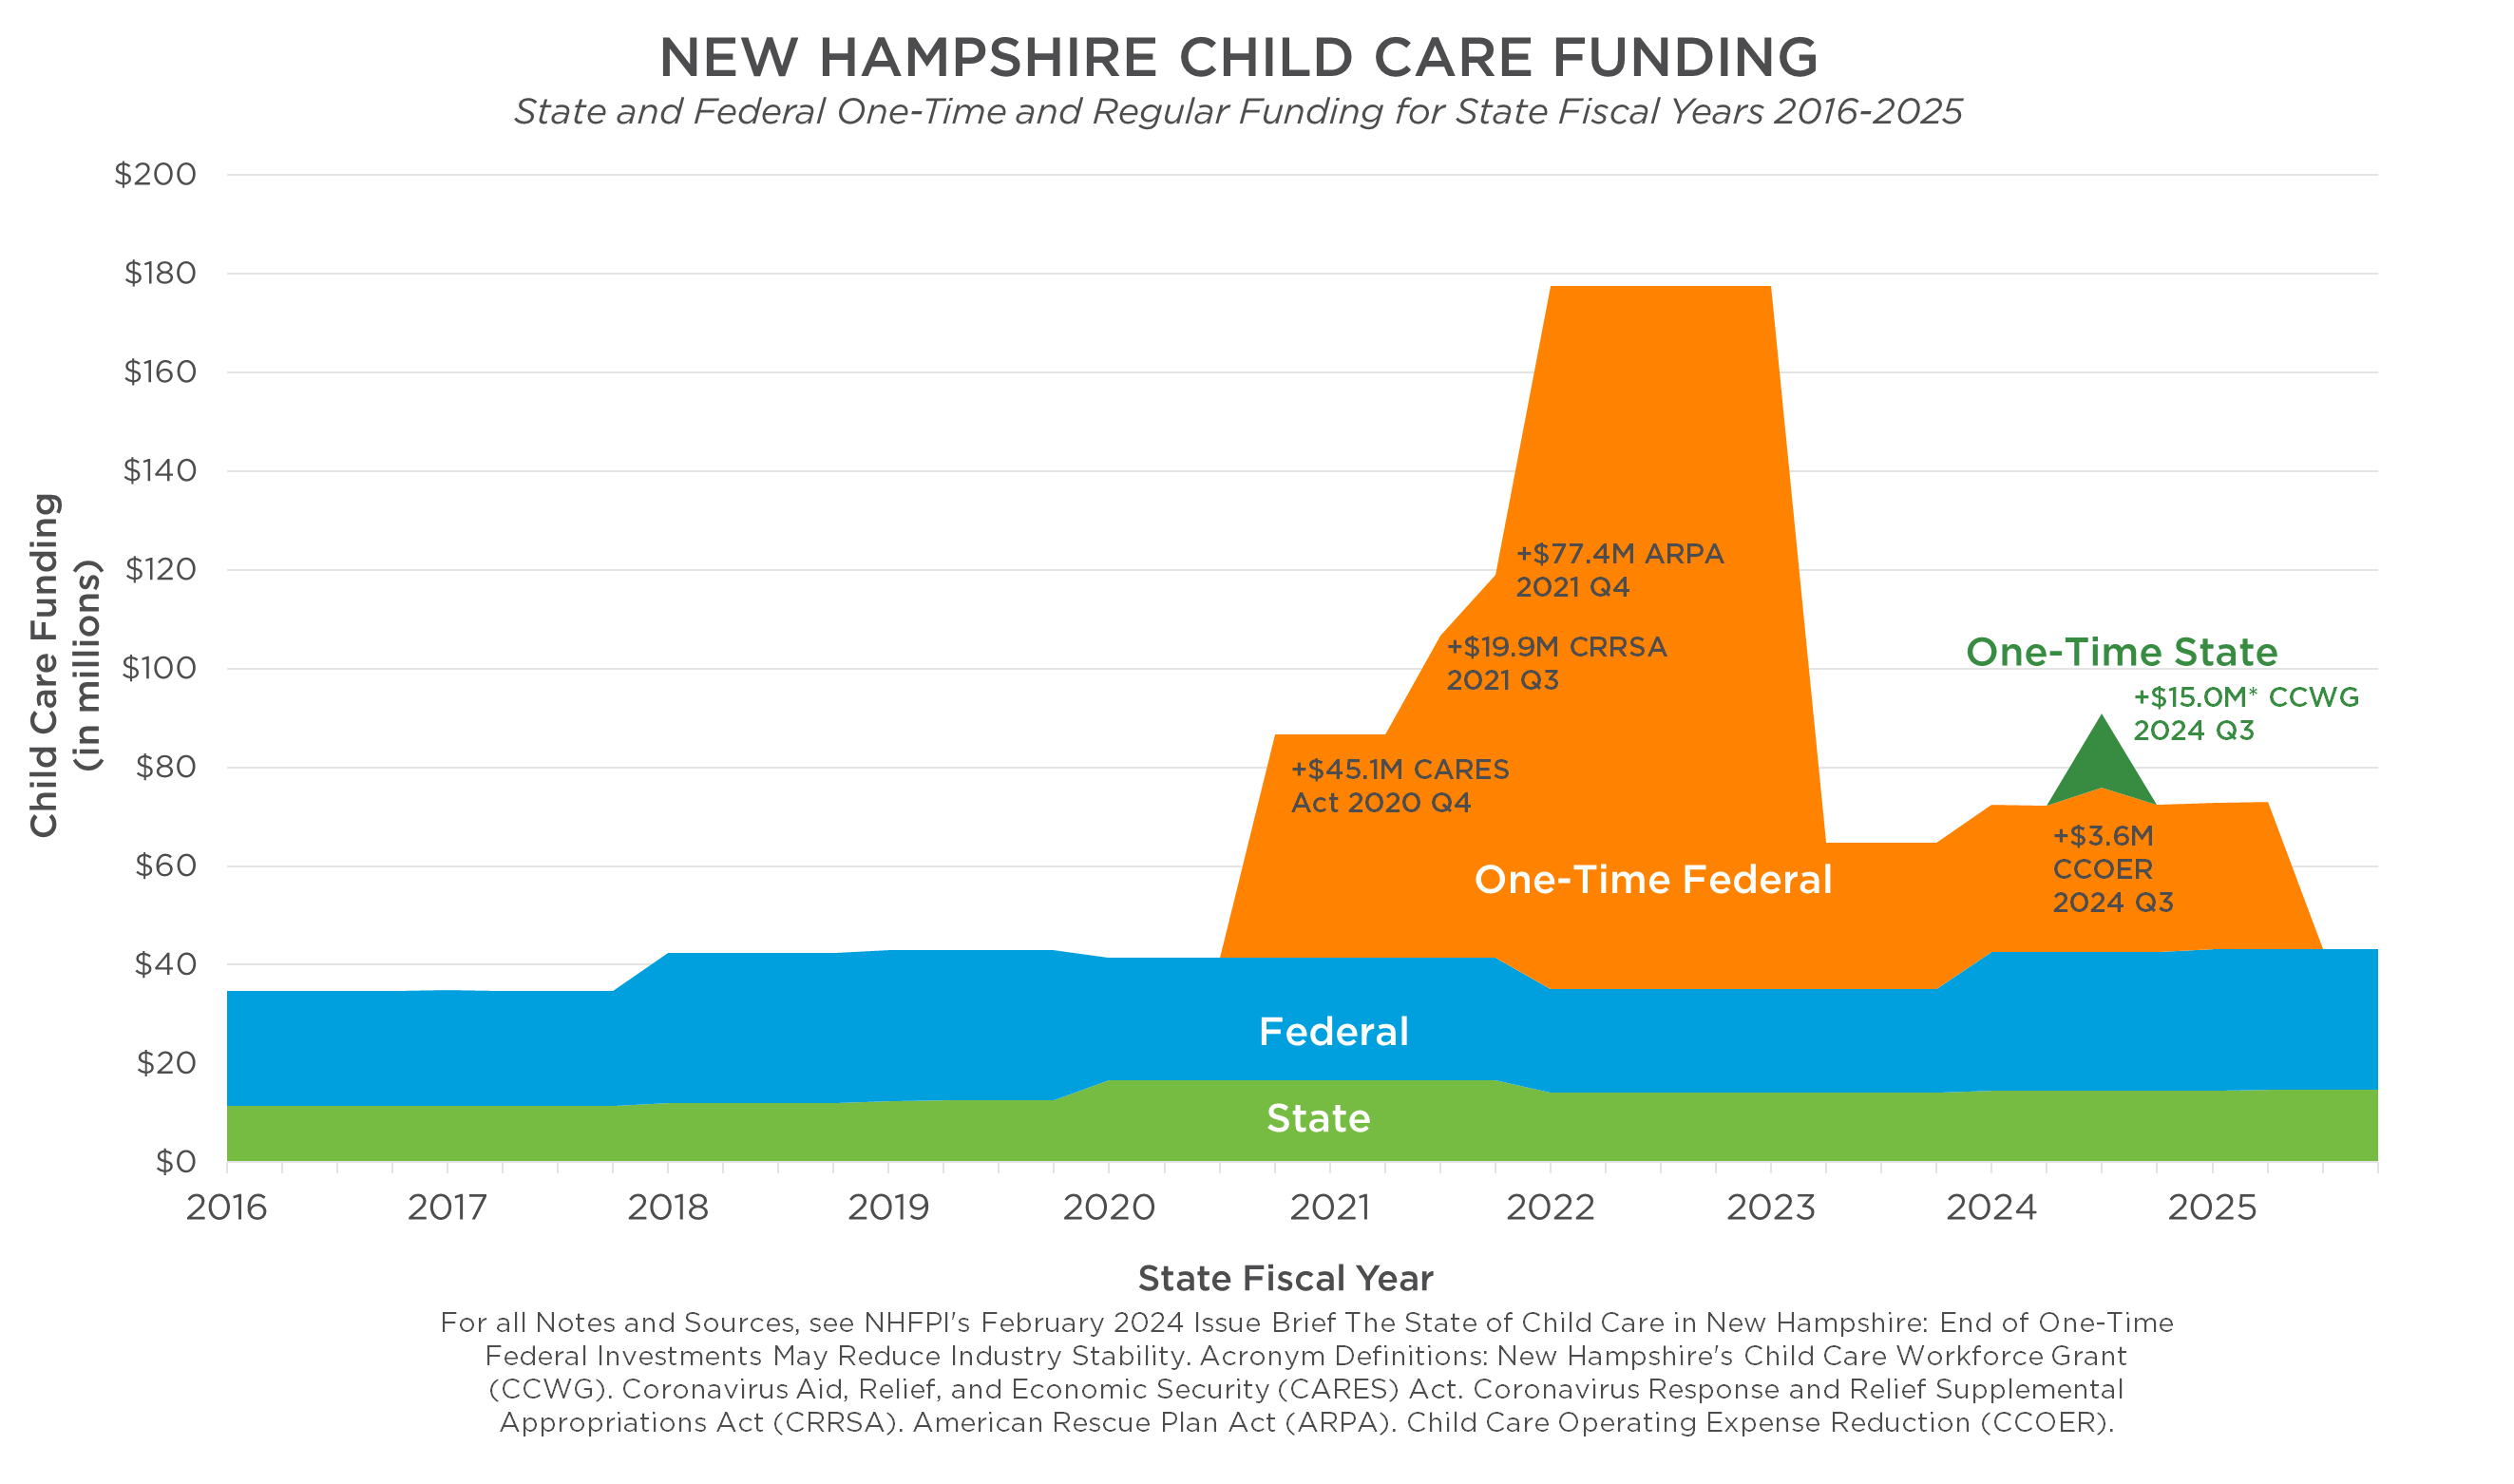 NEW HAMPSHIRE CHILD CARE FUNDING
State and Federal One-Time and Regular Funding for State Fiscal Years 2016-2025
$200
$180
$160
$140
$120
$100
$80
$60
$40
$20
$0
Child Care Funding
(in millions)
+$77.4M ARPA
2021 Q4
+$19.9M CRRSA
2021 Q3
+$45.1M CARES
Act 2020 Q4
One-Time Federal
One-Time State
+$15.0M* CCWG
2024 Q3
+$3.6M
CCOER
2024 Q3
Federal
State
2016
2017
2018
2019
2020
2021
2022
2023
2024
2025
State Fiscal Year
For all Notes and Sources, see NHFPI's February 2024 Issue Brief The State of Child Care in New Hampshire: End of One-Time
Federal Investments May Reduce Industry Stability. Acronym Definitions: New Hampshire's Child Care Workforce Grant
(CCWG). Coronavirus Aid, Relief, and Economic Security (CARES) Act. Coronavirus Response and Relief Supplemental
Appropriations Act (CRRSA). American Rescue Plan Act (ARPA). Child Care Operating Expense Reduction (CCOER).